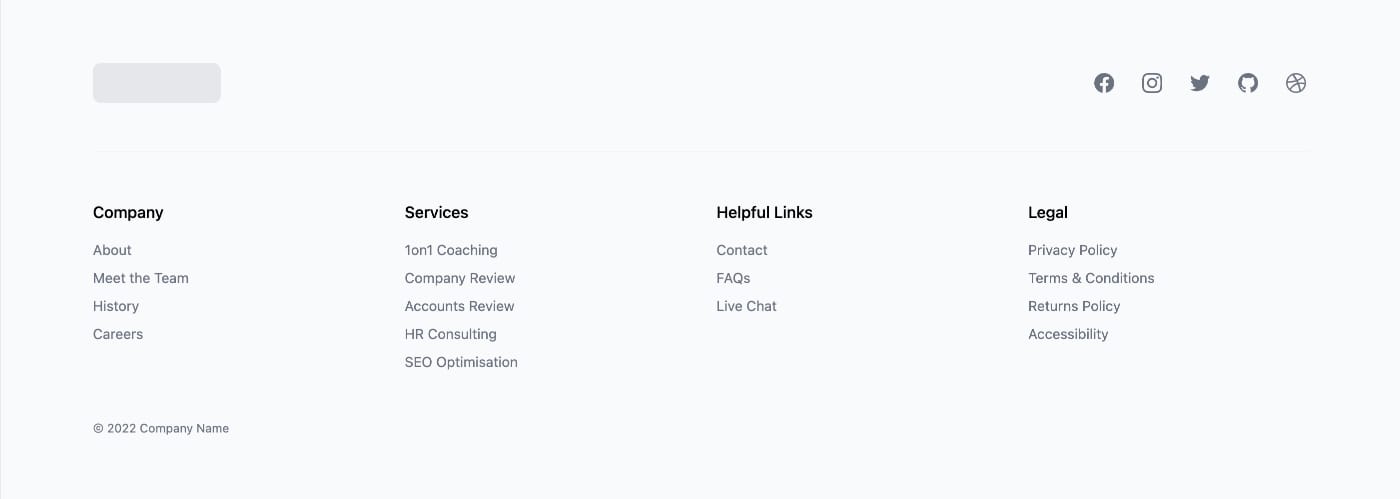 Company
About
Meet the Team
History
Careers
Services
1on1 Coaching
Company Review
Accounts Review
HR Consulting
SEO Optimisation
Helpful Links
Contact
FAQs
Live Chat
Legal
Privacy Policy
Terms & Conditions
Returns Policy
Accessibility
© 2022 Company Name